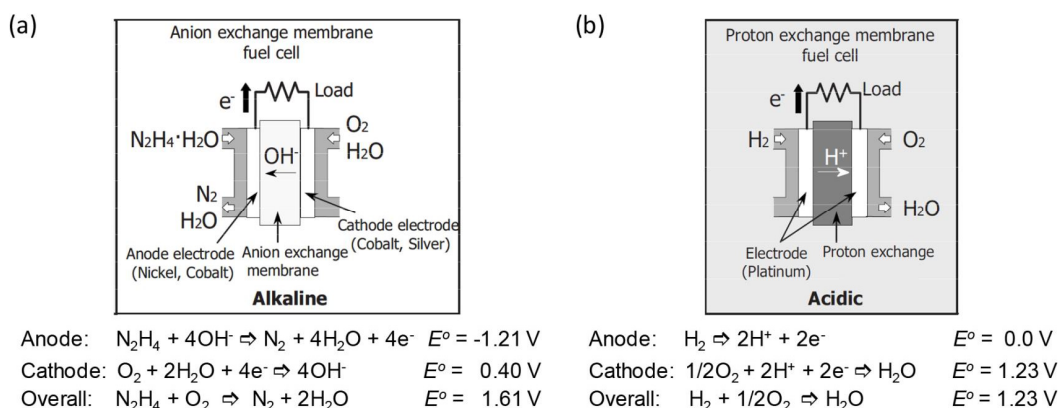 (a)
Anion exchange membrane
fuel cell
Load
e⁻
N₂H₄·H₂O
O₂
H₂O
OH⁻
N₂
H₂O
Cathode electrode
(Cobalt, Silver)
Anode electrode
(Nickel, Cobalt)
Anion exchange
membrane
Alkaline
Anode: N₂H₄ + 4OH⁻ ⇨ N₂ + 4H₂O + 4e⁻ E° = -1.21 V
Cathode: O₂ + 2H₂O + 4e⁻ ⇨ 4OH⁻ E° = 0.40 V
Overall: N₂H₄ + O₂ ⇨ N₂ + 2H₂O E° = 1.61 V
(b)
Proton exchange membrane
fuel cell
Load
e⁻
H₂
O₂
H⁺
H₂O
Electrode
(Platinum)
Proton exchange
Acidic
Anode: H₂ ⇨ 2H⁺ + 2e⁻ E° = 0.0 V
Cathode: 1/2O₂ + 2H⁺ + 2e⁻ ⇨ H₂O E° = 1.23 V
Overall: H₂ + 1/2O₂ ⇨ H₂O E° = 1.23 V